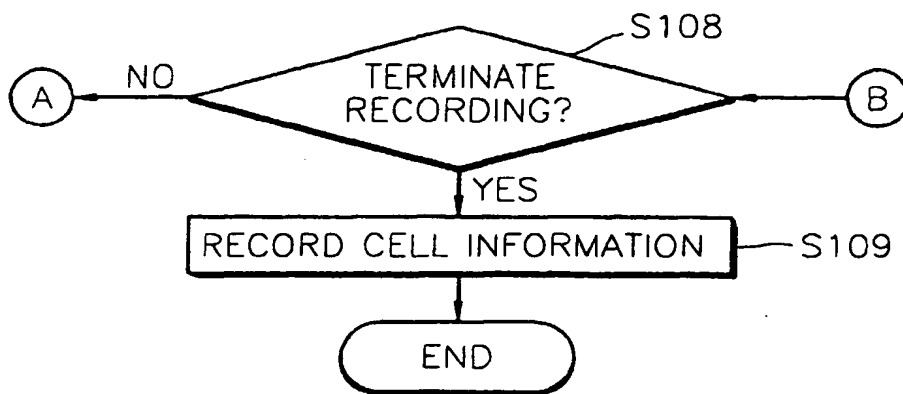 S108
A
NO
TERMINATE
RECORDING?
B
YES
RECORD CELL INFORMATION
S109
END